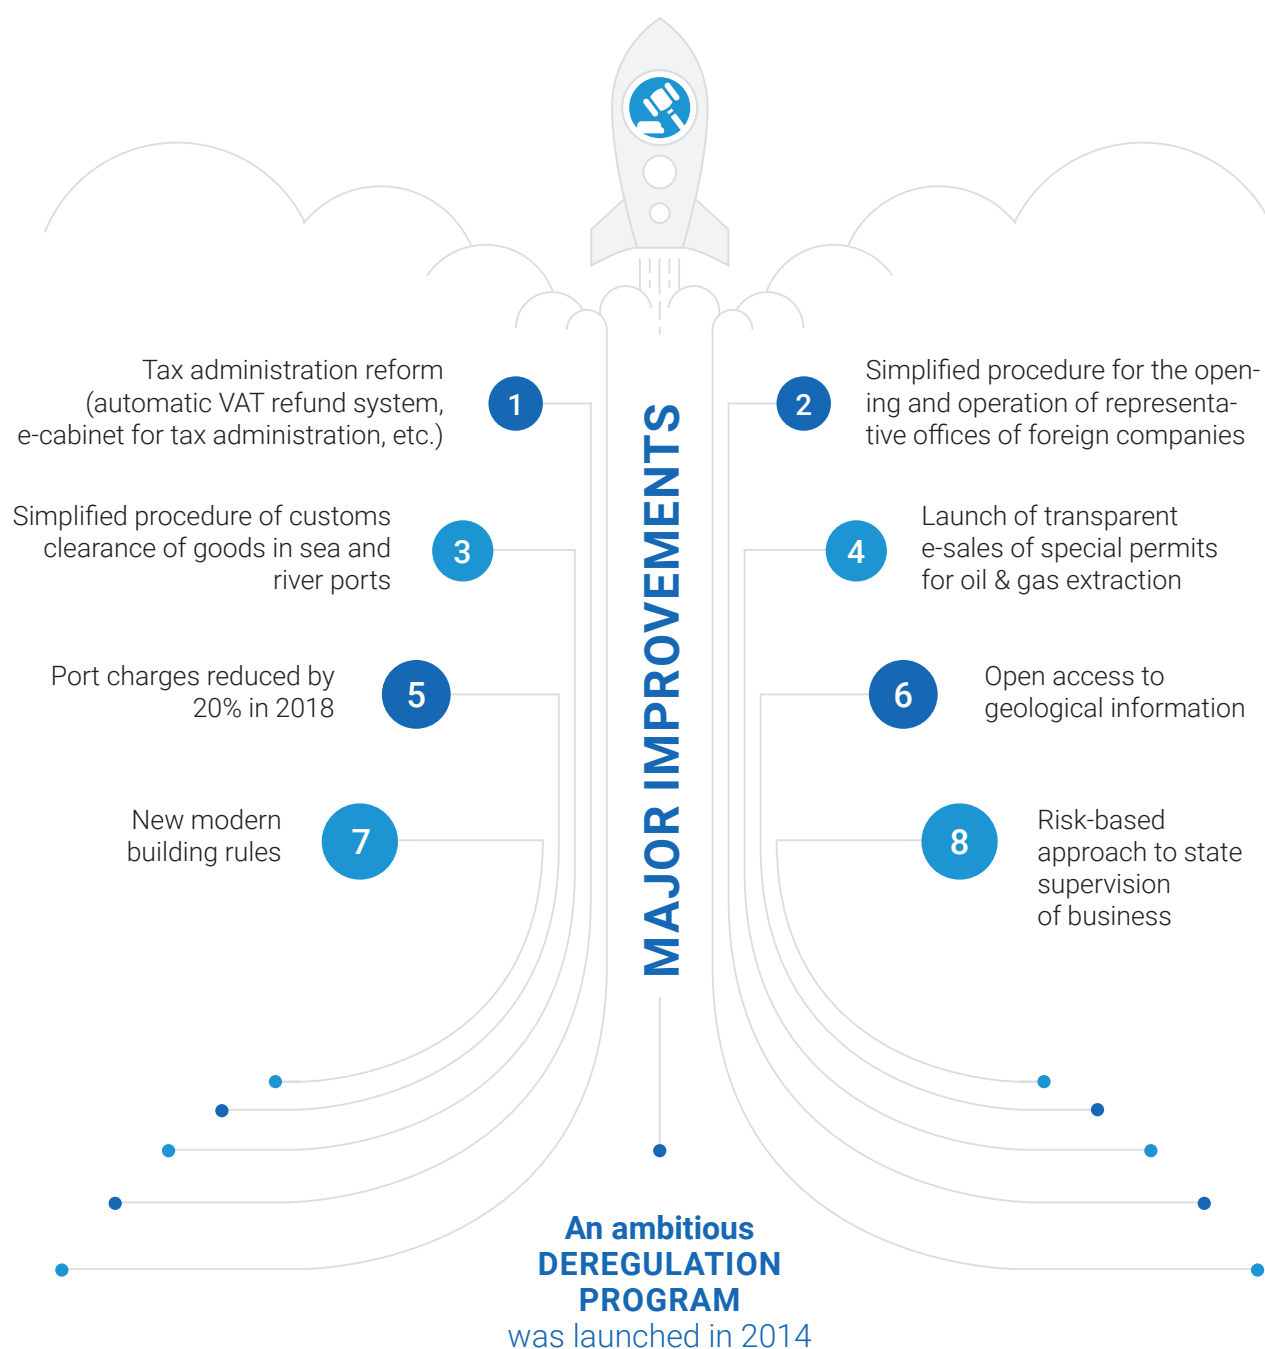 MAJOR IMPROVEMENTS
1
Tax administration reform
(automatic VAT refund system,
e-cabinet for tax administration, etc.)
2
Simplified procedure for the open-
ing and operation of representa-
tive offices of foreign companies
3
Simplified procedure of customs
clearance of goods in sea and
river ports
4
Launch of transparent
e-sales of special permits
for oil & gas extraction
5
Port charges reduced by
20% in 2018
6
Open access to
geological information
7
New modern
building rules
8
Risk-based
approach to state
supervision
of business
An ambitious
DEREGULATION
PROGRAM
was launched in 2014